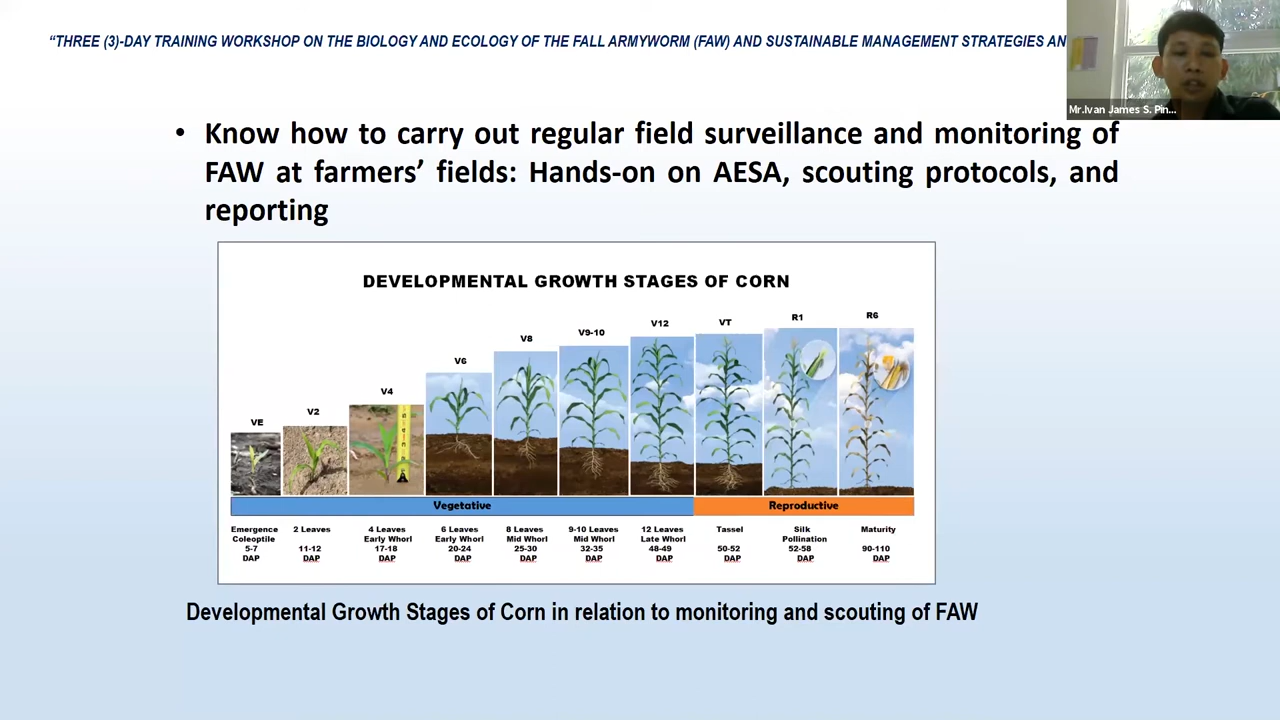 “THREE (3)-DAY TRAINING WORKSHOP ON THE BIOLOGY AND ECOLOGY OF THE FALL ARMYWORM (FAW) AND SUSTAINABLE MANAGEMENT STRATEGIES AN
Mr.Ivan James S. Pin...
• Know how to carry out regular field surveillance and monitoring of
FAW at farmers’ fields: Hands-on on AESA, scouting protocols, and
reporting
DEVELOPMENTAL GROWTH STAGES OF CORN
VE V2 V4 V6 V8 V9-10 V12 VT R1 R6
Vegetative Reproductive
Emergence 2 Leaves 4 Leaves 6 Leaves 8 Leaves 9-10 Leaves 12 Leaves Tassel Silk Maturity
Coleoptile Early Whorl Early Whorl Mid Whorl Mid Whorl Late Whorl Pollination
5-7 11-12 17-18 20-24 25-30 32-35 48-49 50-52 52-58 90-110
DAP DAP DAP DAP DAP DAP DAP DAP DAP DAP
Developmental Growth Stages of Corn in relation to monitoring and scouting of FAW